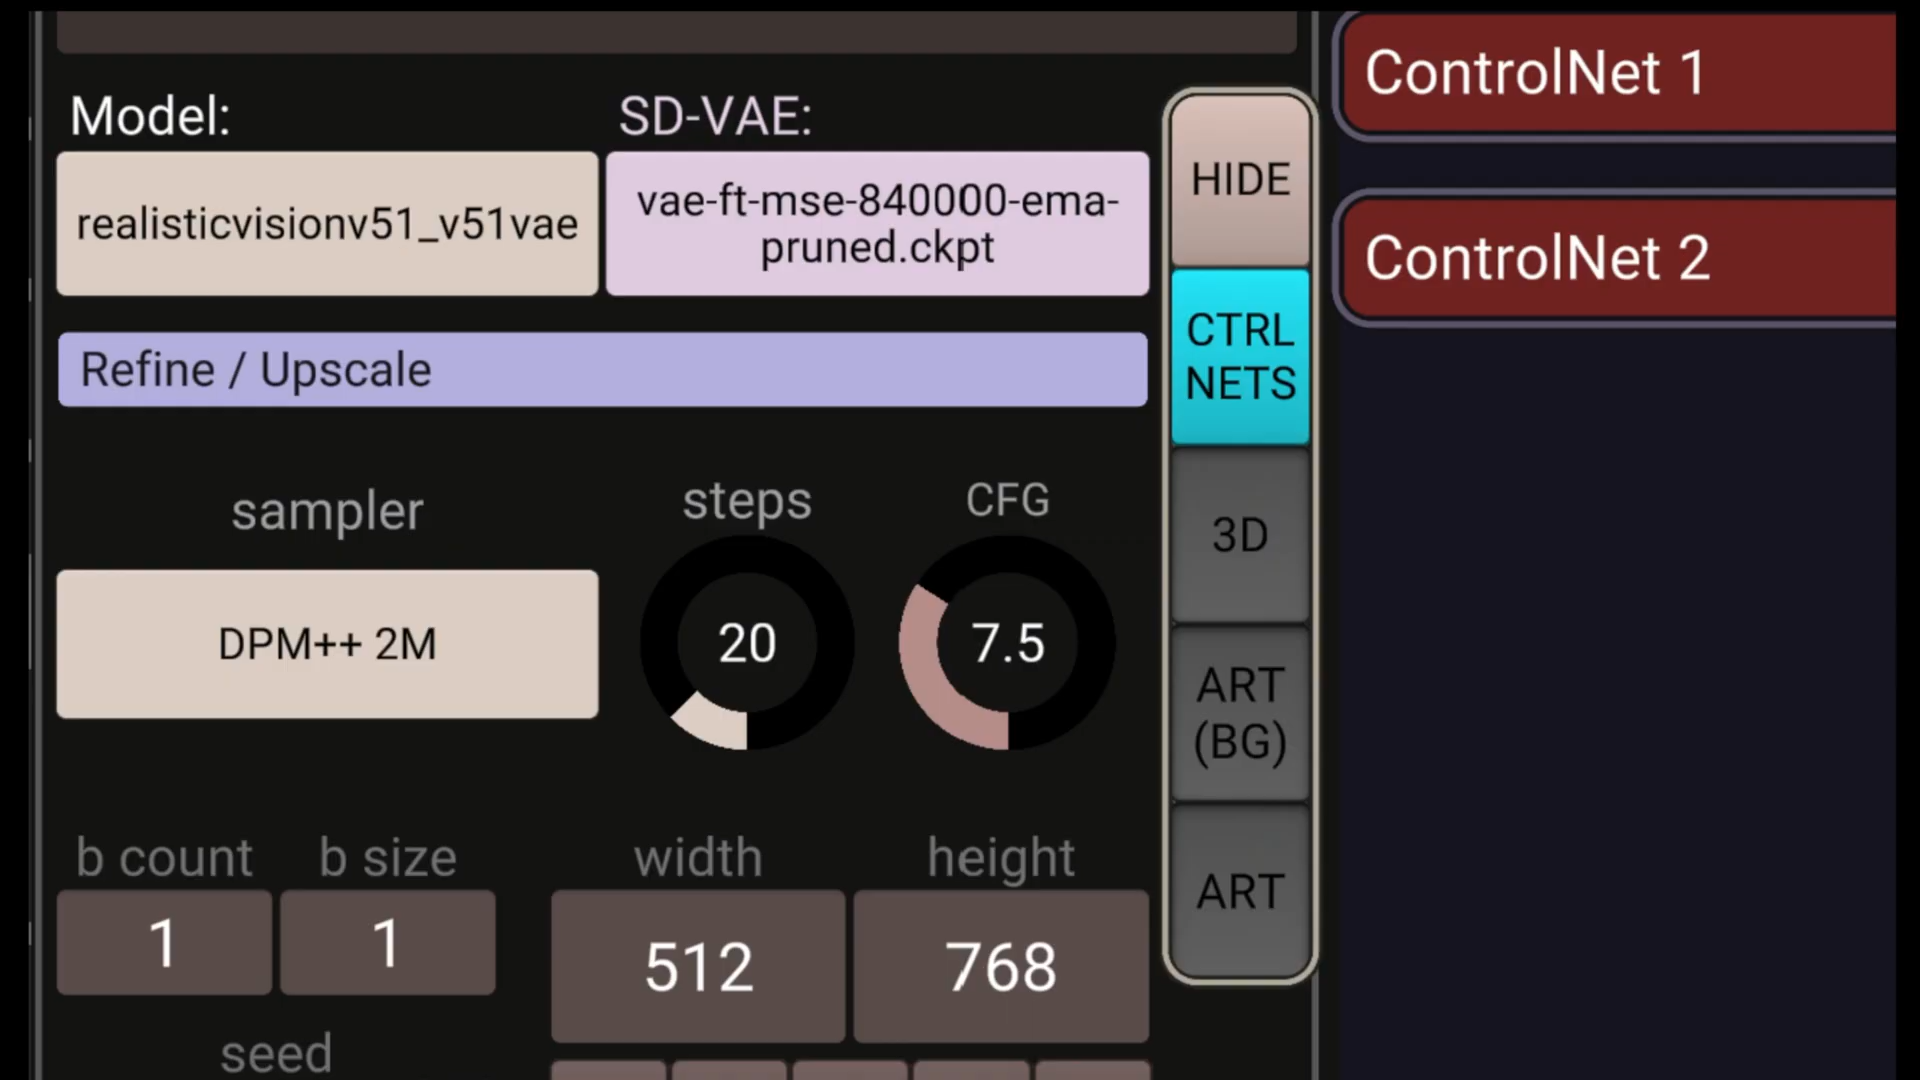 Model:
SD-VAE:
realisticvisionv51_v51vae
vae-ft-mse-840000-ema-
pruned.ckpt
Refine / Upscale
sampler
steps
CFG
DPM++ 2M
20
7.5
b count
b size
width
height
1
1
512
768
seed
HIDE
CTRL
NETS
3D
ART
(BG)
ART
ControlNet 1
ControlNet 2